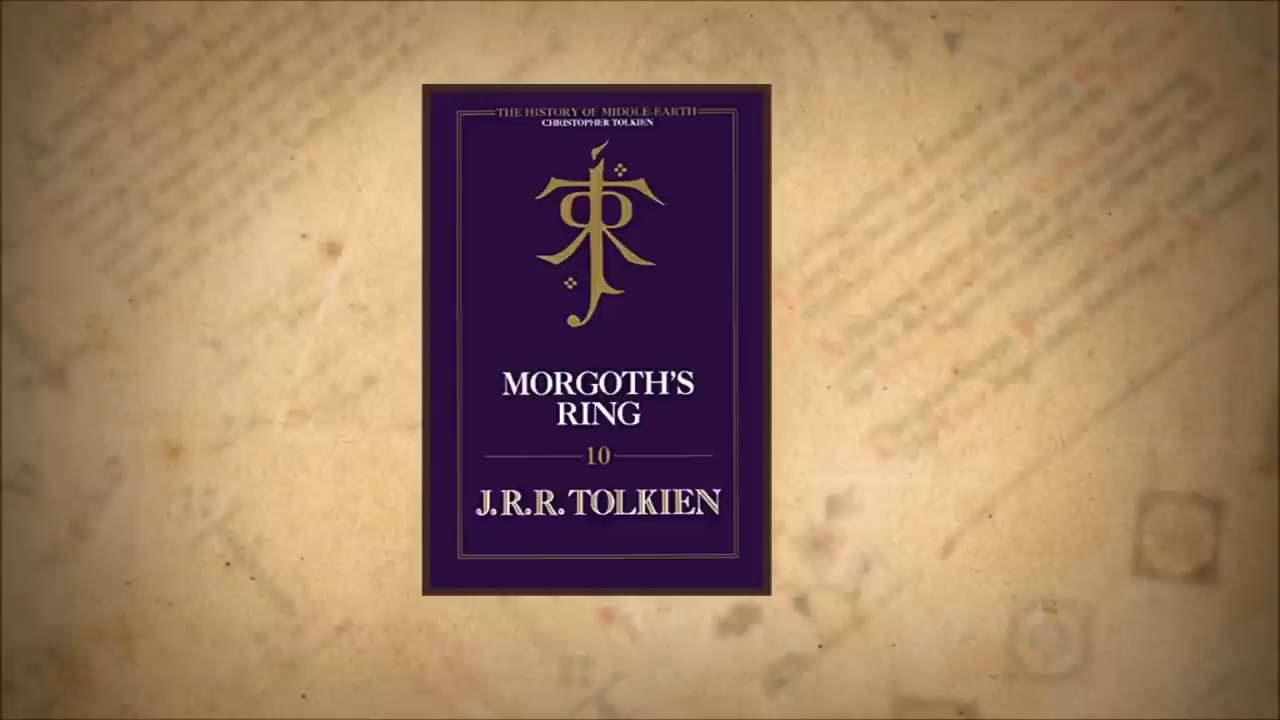 THE HISTORY OF MIDDLE-EARTH
CHRISTOPHER TOLKIEN
MORGOTH'S
RING
10
J.R.R. TOLKIEN